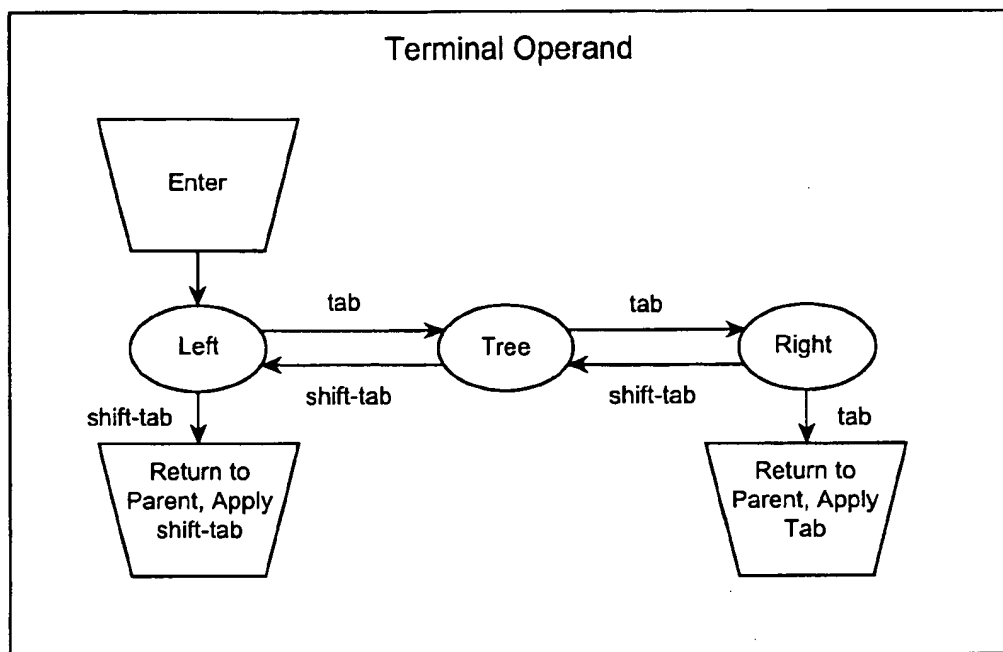 Terminal Operand
Enter
tab
tab
Left
Tree
Right
shift-tab
shift-tab
shift-tab
tab
Return to
Parent, Apply
shift-tab
Return to
Parent, Apply
Tab